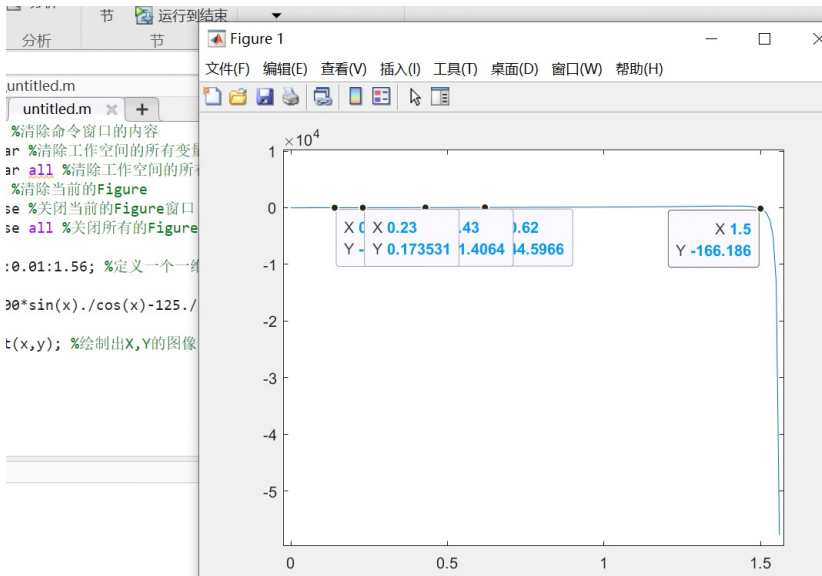 节
运行到结束
分析
节
Figure 1
文件(F) 编辑(E) 查看(V) 插入(I) 工具(T) 桌面(D) 窗口(W) 帮助(H)
untitled.m
untitled.m
%清除命令窗口的内容
ar %清除工作空间的所有变量
ar all %清除工作空间的所有
%清除当前的Figure
se %关闭当前的Figure窗口
se all %关闭所有的Figure
:0.01:1.56; %定义一个一维
00*sin(x)./cos(x)-125./
t(x,y); %绘制出X,Y的图像
×10⁴
1
0
-1
-2
-3
-4
-5
0
0.5
1
1.5
X 0
Y -
X 0.23
Y 0.173531
.43
1.4064
0.62
44.5966
X 1.5
Y -166.186